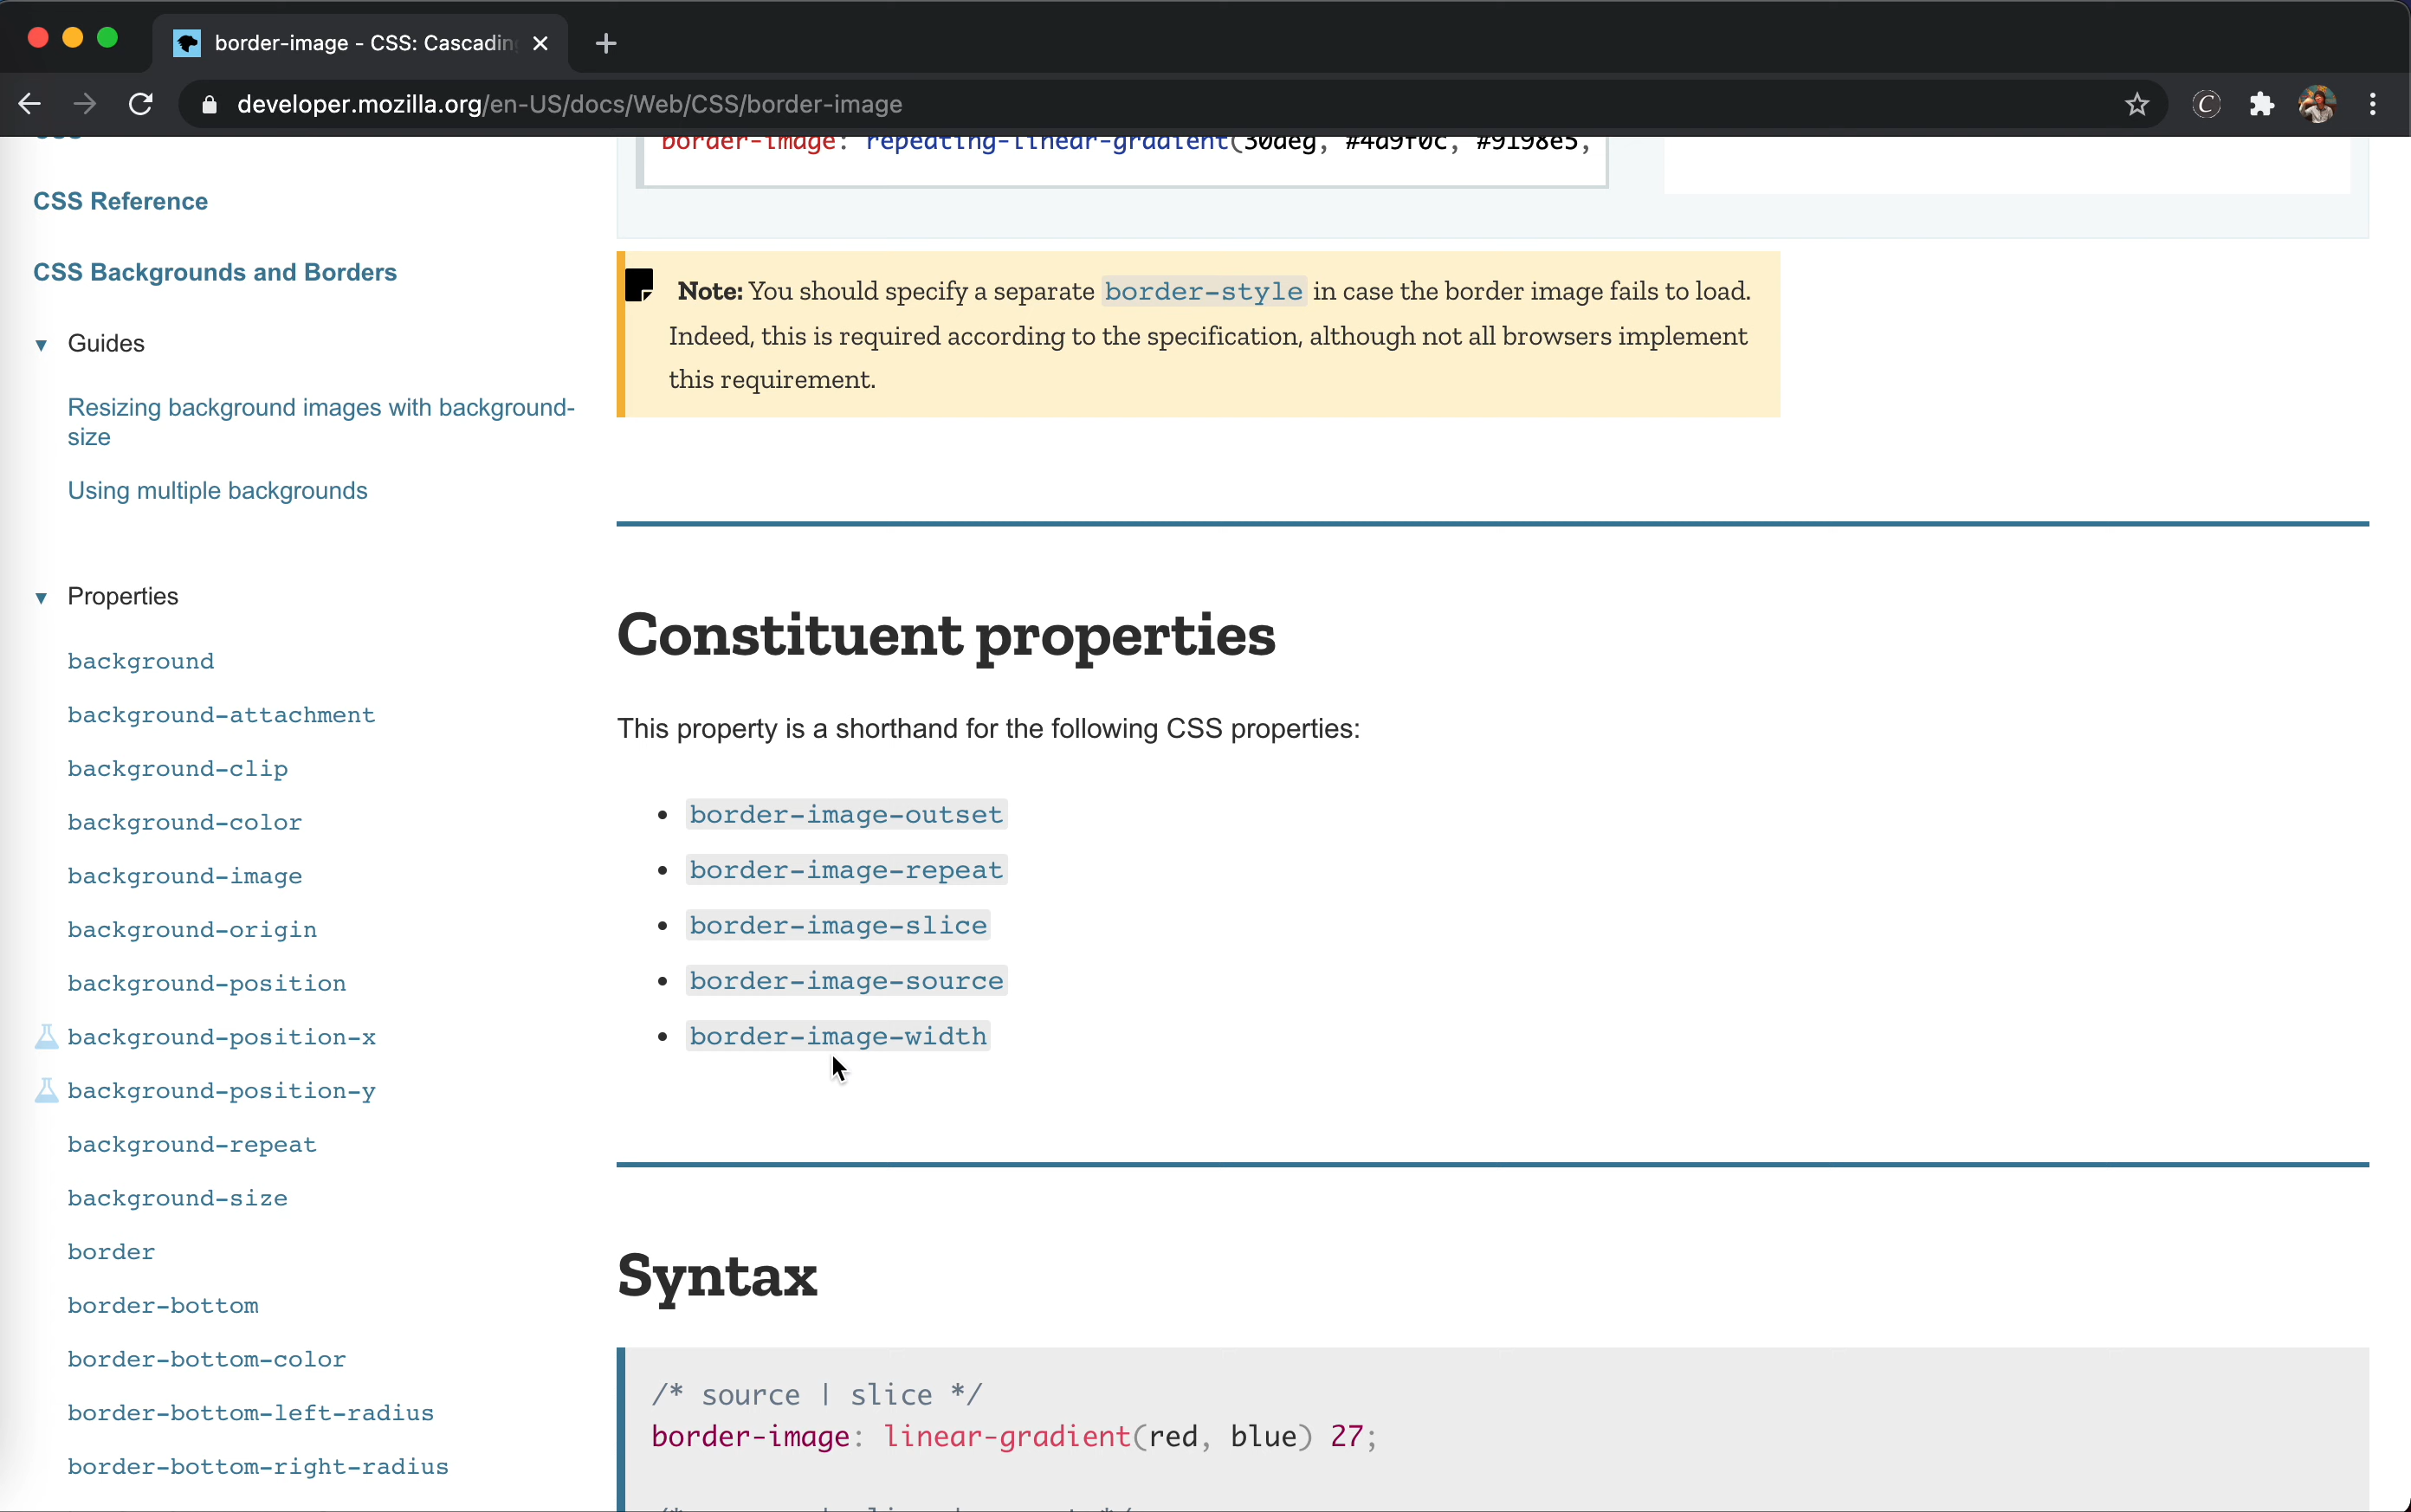 border-image - CSS: Cascading
developer.mozilla.org/en-US/docs/Web/CSS/border-image
CSS Reference
CSS Backgrounds and Borders
Guides
Resizing background images with background-
size
Using multiple backgrounds
Properties
background
background-attachment
background-clip
background-color
background-image
background-origin
background-position
background-position-x
background-position-y
background-repeat
background-size
border
border-bottom
border-bottom-color
border-bottom-left-radius
border-bottom-right-radius
border-image: repeating-linear-gradient(30deg, #4d9f0c, #9198e5,
Note: You should specify a separate border-style in case the border image fails to load.
Indeed, this is required according to the specification, although not all browsers implement
this requirement.
Constituent properties
This property is a shorthand for the following CSS properties:
border-image-outset
border-image-repeat
border-image-slice
border-image-source
border-image-width
Syntax
/* source | slice */
border-image: linear-gradient(red, blue) 27;